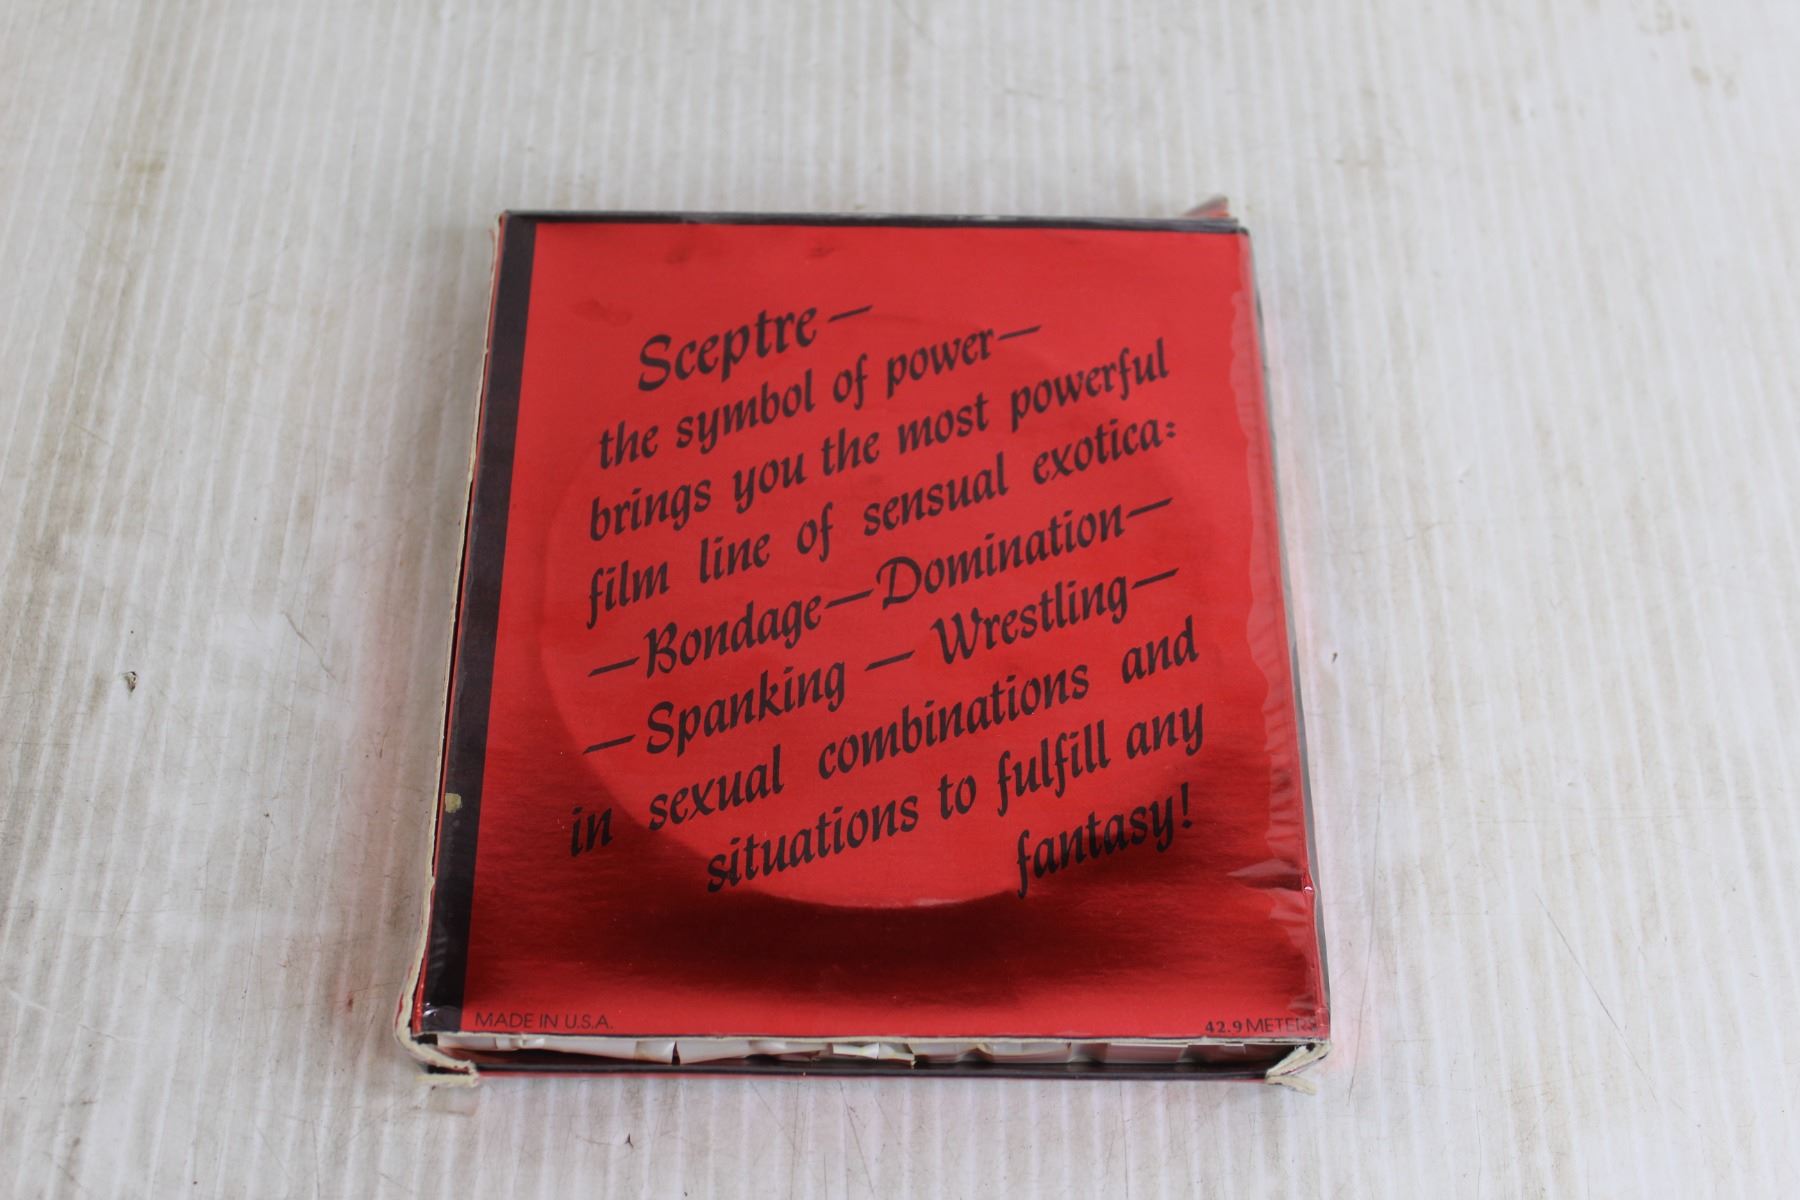 Sceptre—
the symbol of power—
brings you the most powerful
film line of sensual exotica:
—Bondage—Domination—
—Spanking — Wrestling—
in sexual combinations and
situations to fulfill any
fantasy!
MADE IN U.S.A.
42.9 METERS